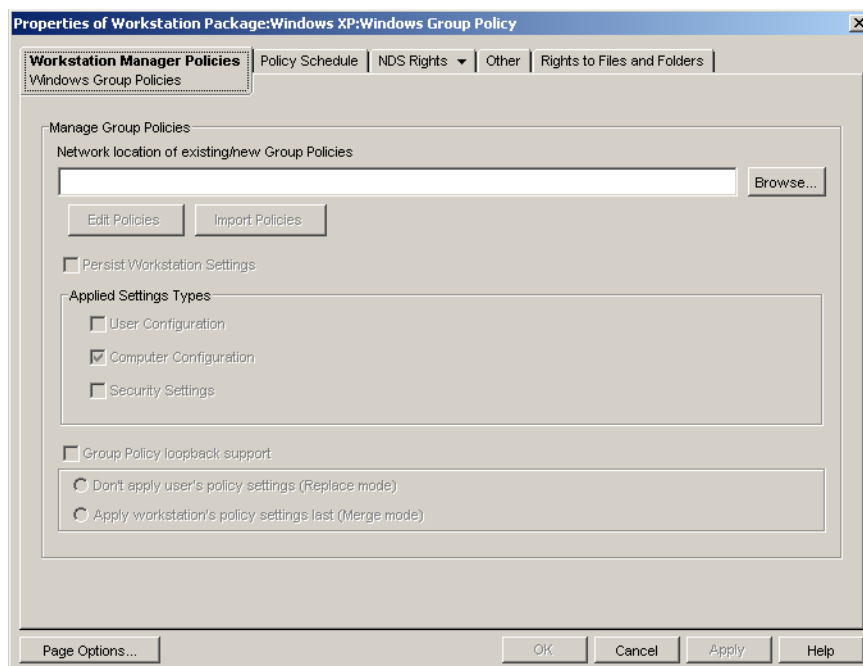 Properties of Workstation Package:Windows XP:Windows Group Policy
Workstation Manager Policies
Policy Schedule
NDS Rights
Other
Rights to Files and Folders
Windows Group Policies
Manage Group Policies
Network location of existing/new Group Policies
Browse...
Edit Policies
Import Policies
Persist Workstation Settings
Applied Settings Types
User Configuration
Computer Configuration
Security Settings
Group Policy loopback support
Don't apply user's policy settings (Replace mode)
Apply workstation's policy settings last (Merge mode)
Page Options...
OK
Cancel
Apply
Help